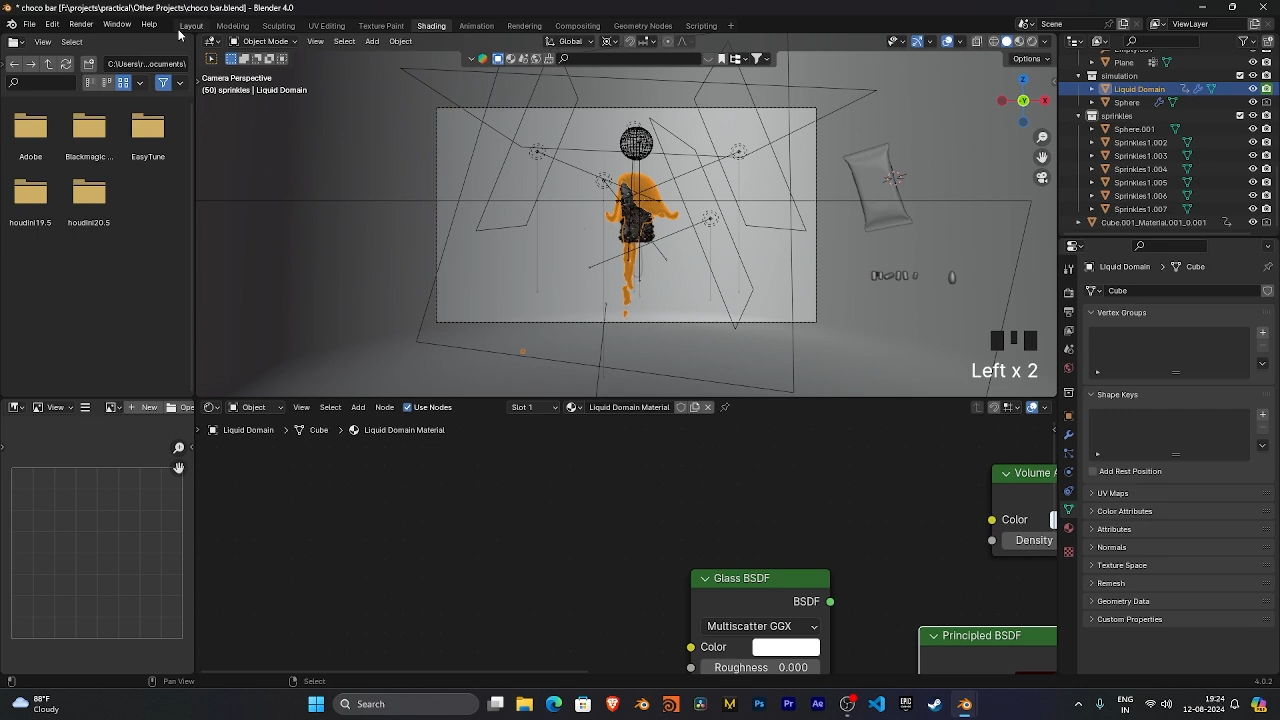 * choco bar [F:\projects\practical\Other Projects\choco bar.blend] - Blender 4.0
File Edit Render Window Help Layout Modeling Sculpting UV Editing Texture Paint Shading Animation Rendering Compositing Geometry Nodes Scripting + Scene ViewLayer
View Select Object Mode View Select Add Object Global
C:\Users\r...ocuments\ Options
Camera Perspective
(50) sprinkles | Liquid Domain
Adobe Blackmagic ... EasyTune
houdini19.5 houdini20.5
Plane
simulation
Liquid Domain
Sphere
sprinkles
Sphere.001
Sprinkles1.002
Sprinkles1.003
Sprinkles1.004
Sprinkles1.005
Sprinkles1.006
Sprinkles1.007
Cube.001_Material.001_0.001
Z
Y
X
Left x 2
Liquid Domain Cube
Cube
Vertex Groups
Shape Keys
Add Rest Position
UV Maps
Color Attributes
Attributes
Normals
Texture Space
Remesh
Geometry Data
Custom Properties
View New Ope Object View Select Add Node Use Nodes Slot 1 Liquid Domain Material
Liquid Domain Cube Liquid Domain Material
Volume A
Color
Density
Glass BSDF
BSDF
Multiscatter GGX
Color
Roughness 0.000
Principled BSDF
Pan View Select 4.0.2
88°F
Cloudy
Search
ENG
IN
19:24
12-08-2024